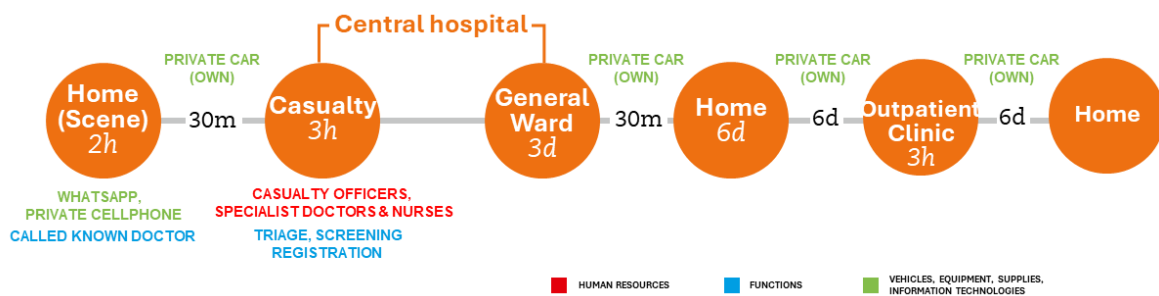 Central hospital
PRIVATE CAR
(OWN)
PRIVATE CAR
(OWN)
PRIVATE CAR
(OWN)
PRIVATE CAR
(OWN)
Home
(Scene)
2h
30m
Casualty
3h
General
Ward
3d
30m
Home
6d
6d
Outpatient
Clinic
3h
6d
Home
WHATSAPP,
PRIVATE CELLPHONE
CALLED KNOWN DOCTOR
CASUALTY OFFICERS,
SPECIALIST DOCTORS & NURSES
TRIAGE, SCREENING
REGISTRATION
HUMAN RESOURCES
FUNCTIONS
VEHICLES, EQUIPMENT, SUPPLIES,
INFORMATION TECHNOLOGIES